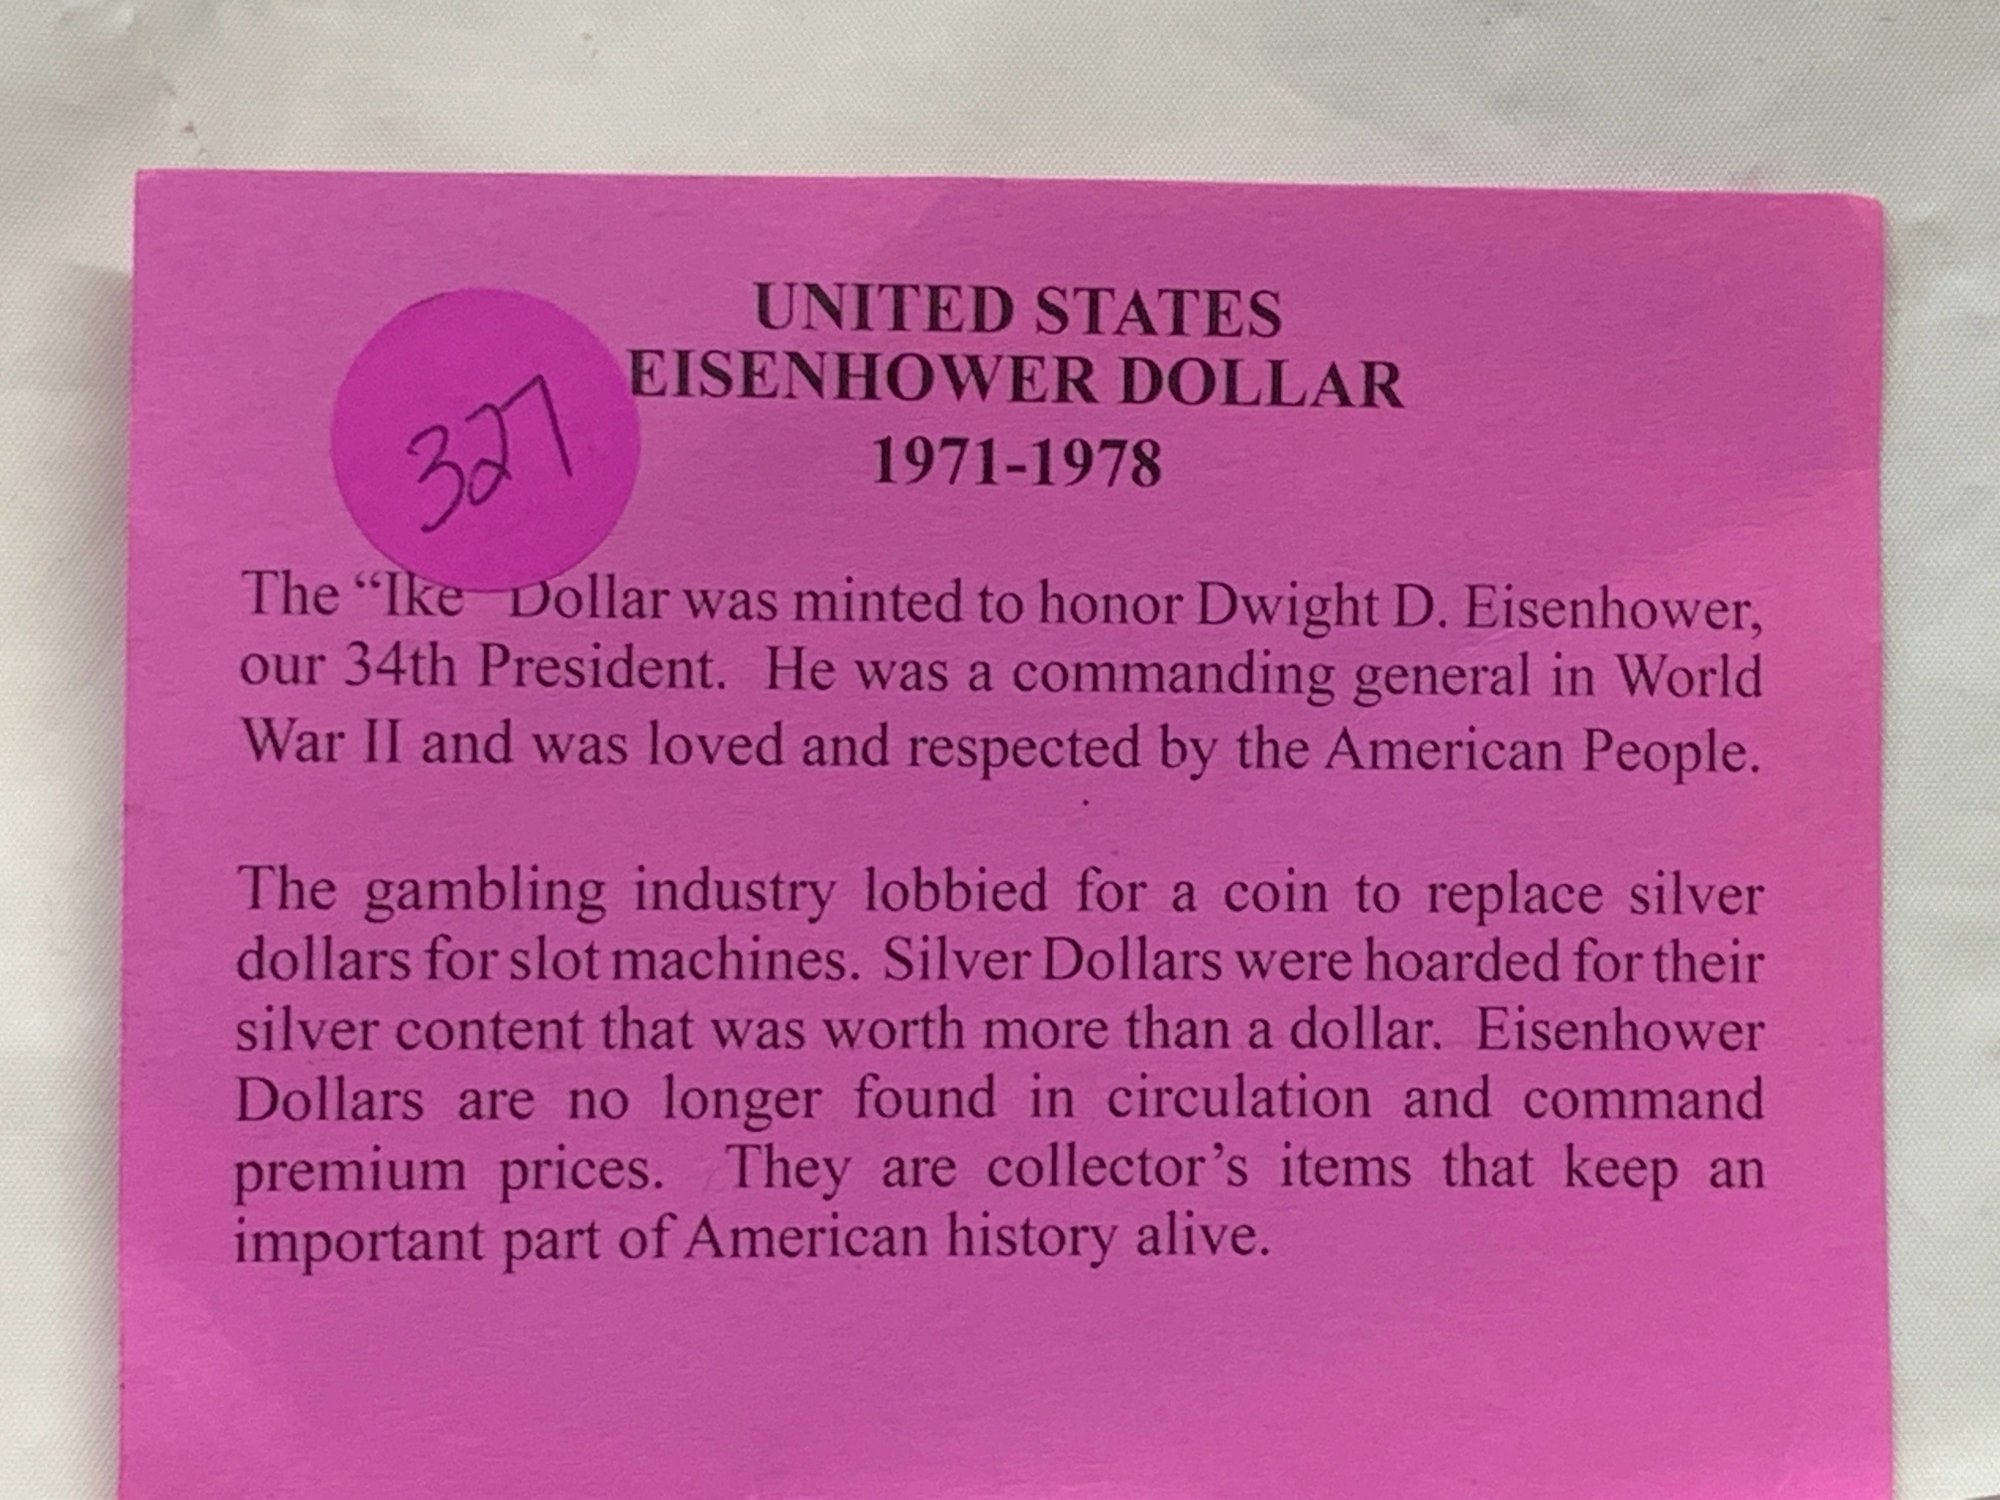 UNITED STATES
EISENHOWER DOLLAR
1971-1978
327
The “Ike” Dollar was minted to honor Dwight D. Eisenhower,
our 34th President. He was a commanding general in World
War II and was loved and respected by the American People.
The gambling industry lobbied for a coin to replace silver
dollars for slot machines. Silver Dollars were hoarded for their
silver content that was worth more than a dollar. Eisenhower
Dollars are no longer found in circulation and command
premium prices. They are collector’s items that keep an
important part of American history alive.